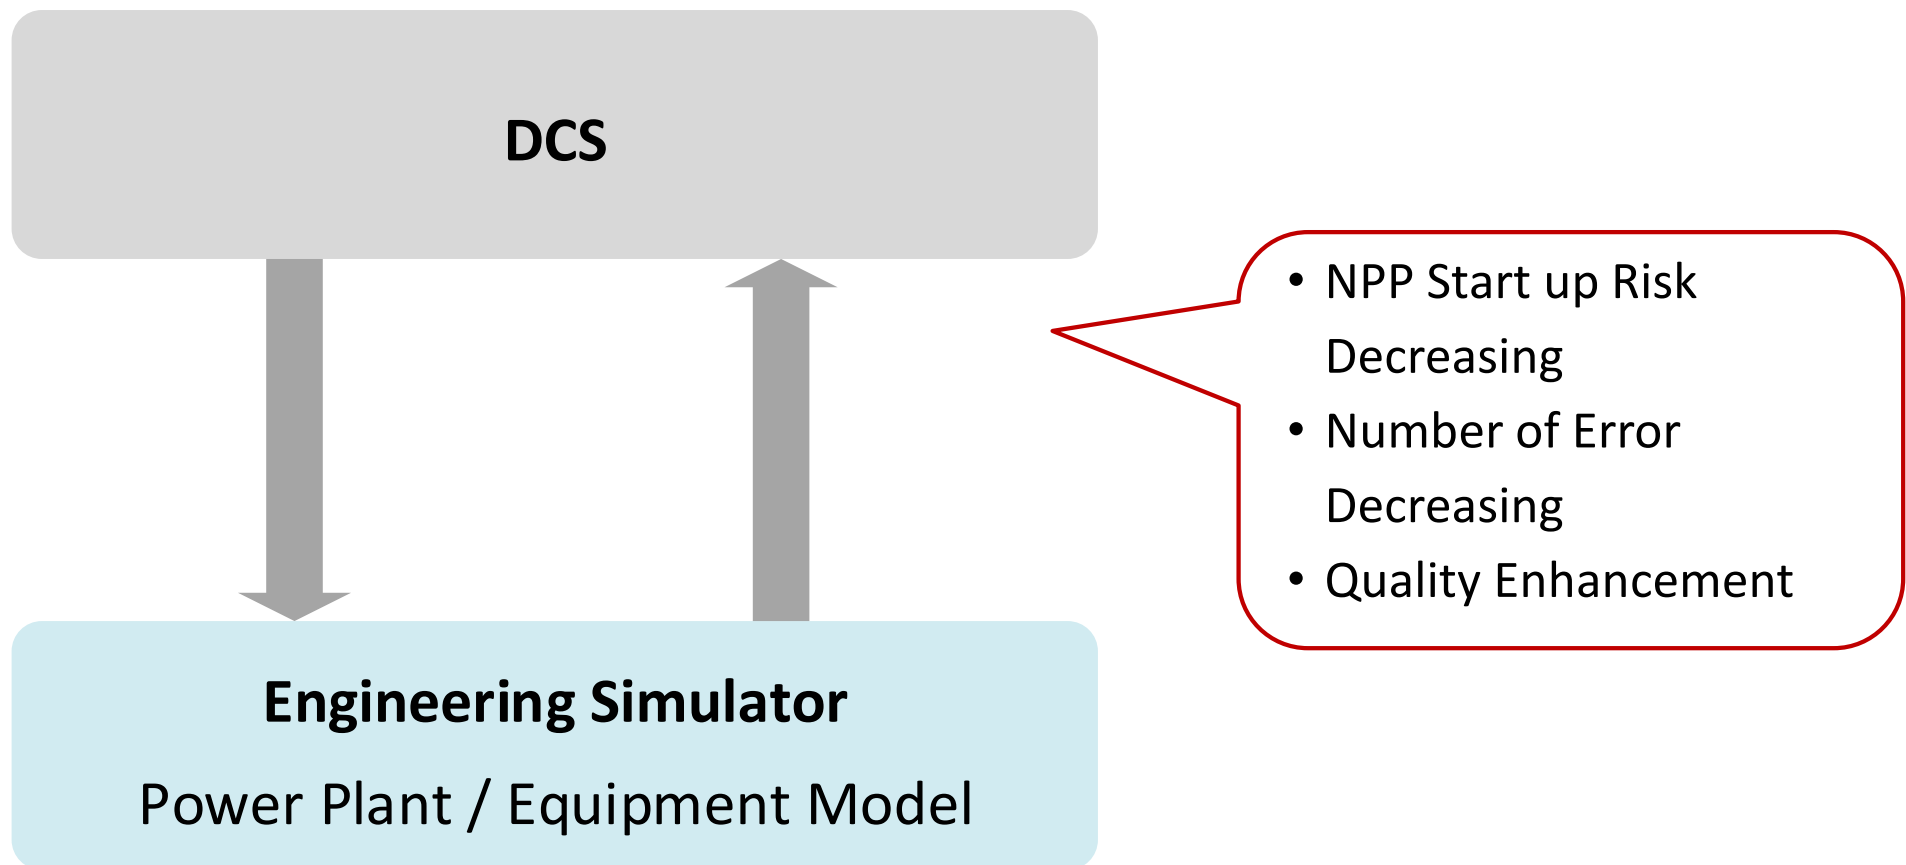 DCS
• NPP Start up Risk
Decreasing
• Number of Error
Decreasing
• Quality Enhancement
Engineering Simulator
Power Plant / Equipment Model